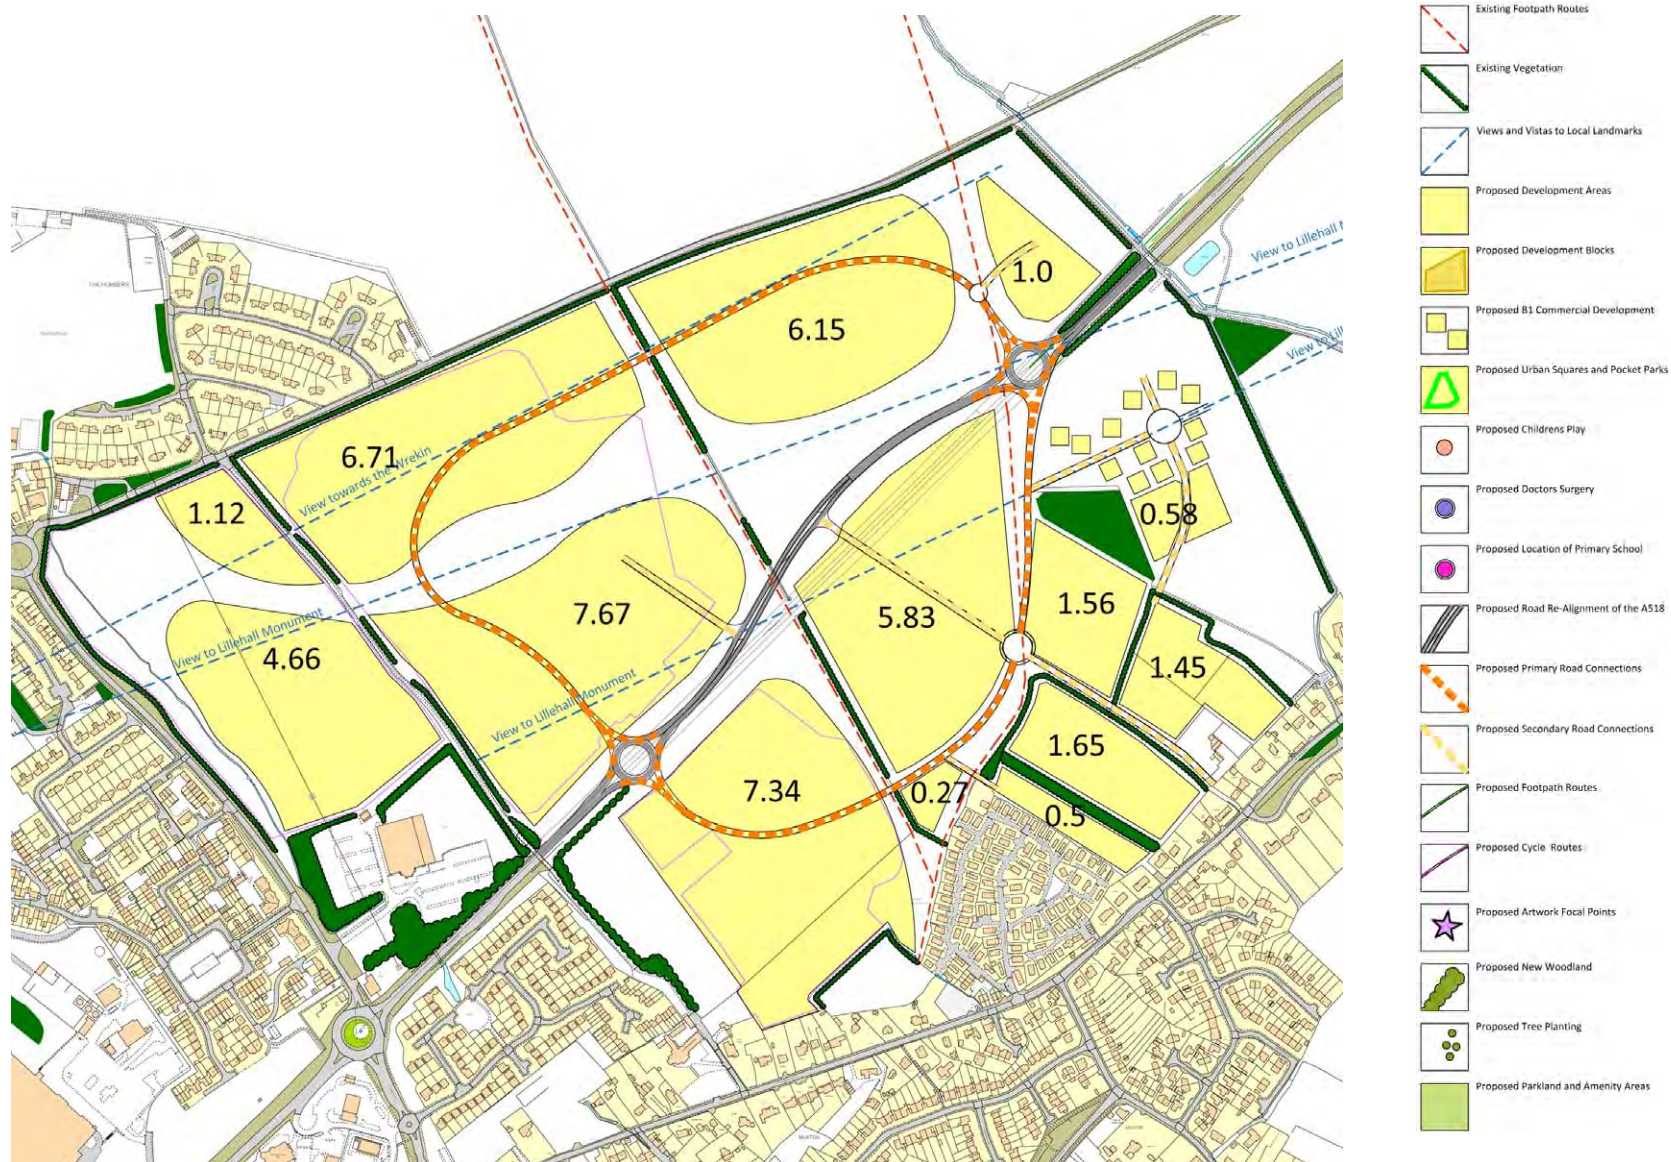 Existing Footpath Routes
Existing Vegetation
Views and Vistas to Local Landmarks
Proposed Development Areas
Proposed Development Blocks
Proposed B1 Commercial Development
Proposed Urban Squares and Pocket Parks
Proposed Childrens Play
Proposed Doctors Surgery
Proposed Location of Primary School
Proposed Road Re-Alignment of the A518
Proposed Primary Road Connections
Proposed Secondary Road Connections
Proposed Footpath Routes
Proposed Cycle Routes
Proposed Artwork Focal Points
Proposed New Woodland
Proposed Tree Planting
Proposed Parkland and Amenity Areas
View to Lillehall
View to
1.0
6.15
6.71
View towards the Wrekin
1.12
0.58
7.67
5.83
1.56
View to Lillehall Monument
4.66
1.45
View to Lillehall Monument
1.65
7.34
0.27
0.5
THE HUMBERS
MUXTON